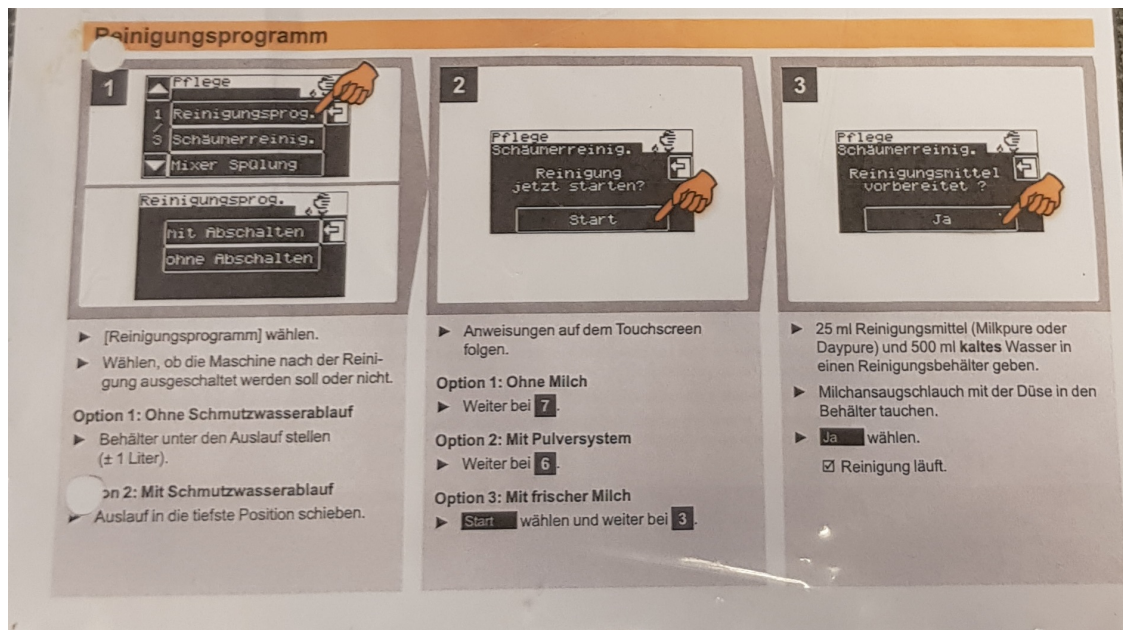 Reinigungsprogramm
1
Pflege
1 Reinigungsprog.
/
3 Schäumerreinig.
Mixer Spülung
Reinigungsprog.
mit Abschalten
ohne Abschalten
► [Reinigungsprogramm] wählen.
► Wählen, ob die Maschine nach der Reini-
gung ausgeschaltet werden soll oder nicht.
Option 1: Ohne Schmutzwasserablauf
► Behälter unter den Auslauf stellen
(± 1 Liter).
on 2: Mit Schmutzwasserablauf
► Auslauf in die tiefste Position schieben.
2
Pflege
Schäumerreinig.
Reinigung
jetzt starten?
Start
► Anweisungen auf dem Touchscreen
folgen.
Option 1: Ohne Milch
► Weiter bei 7.
Option 2: Mit Pulversystem
► Weiter bei 6.
Option 3: Mit frischer Milch
► Start wählen und weiter bei 3.
3
Pflege
Schäumerreinig.
Reinigungsmittel
vorbereitet ?
Ja
► 25 ml Reinigungsmittel (Milkpure oder
Daypure) und 500 ml kaltes Wasser in
einen Reinigungsbehälter geben.
► Milchansaugschlauch mit der Düse in den
Behälter tauchen.
► Ja wählen.
☑ Reinigung läuft.